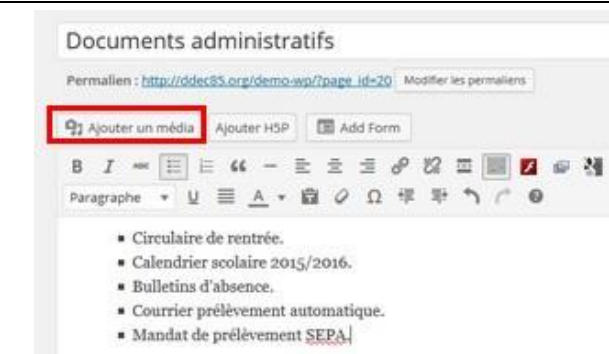 Documents administratifs
Permalien : http://ddec85.org/demo-wp/?page_id=20 Modifier les permaliens
Ajouter un média Ajouter H5P Add Form
B I ABC
Paragraphe U A Ω
Circulaire de rentrée.
Calendrier scolaire 2015/2016.
Bulletins d'absence.
Courrier prélèvement automatique.
Mandat de prélèvement SEPA.